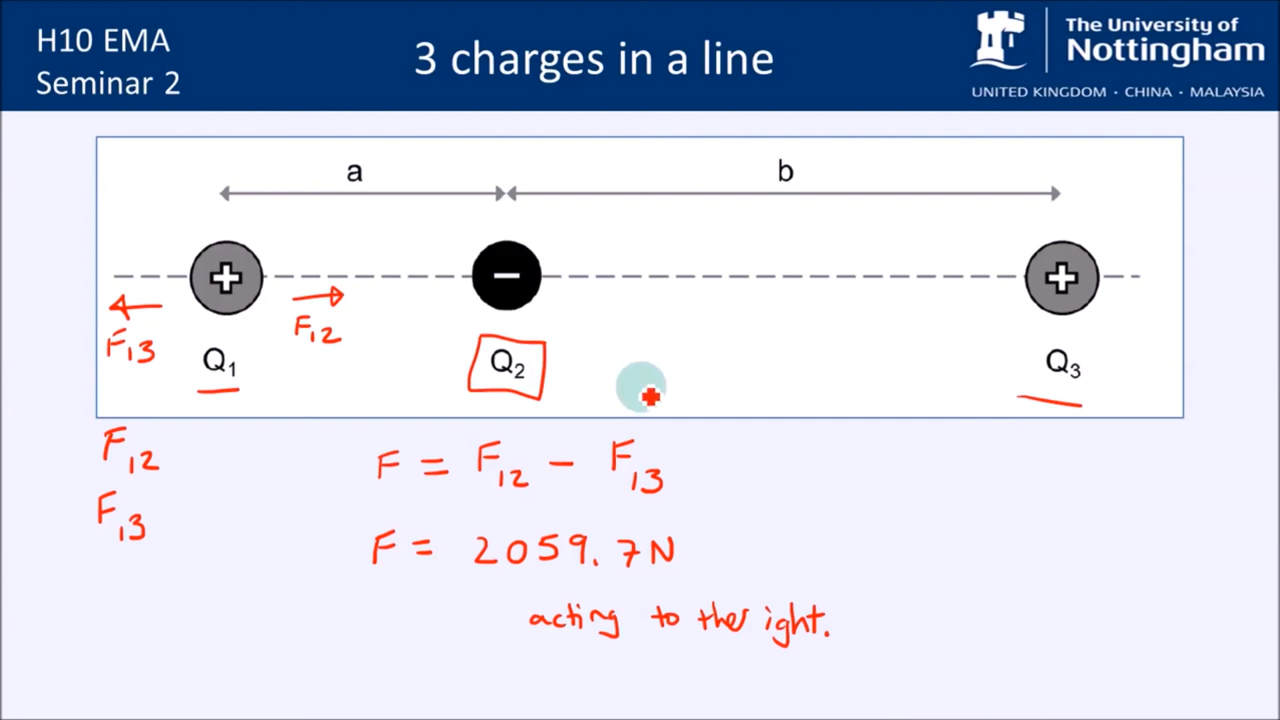 H10 EMA
Seminar 2
3 charges in a line
The University of
Nottingham
UNITED KINGDOM · CHINA · MALAYSIA
a
b
+
−
+
F13
F12
Q1
Q2
Q3
F12
F13
F = F12 − F13
F = 2059.7N
acting to the right.